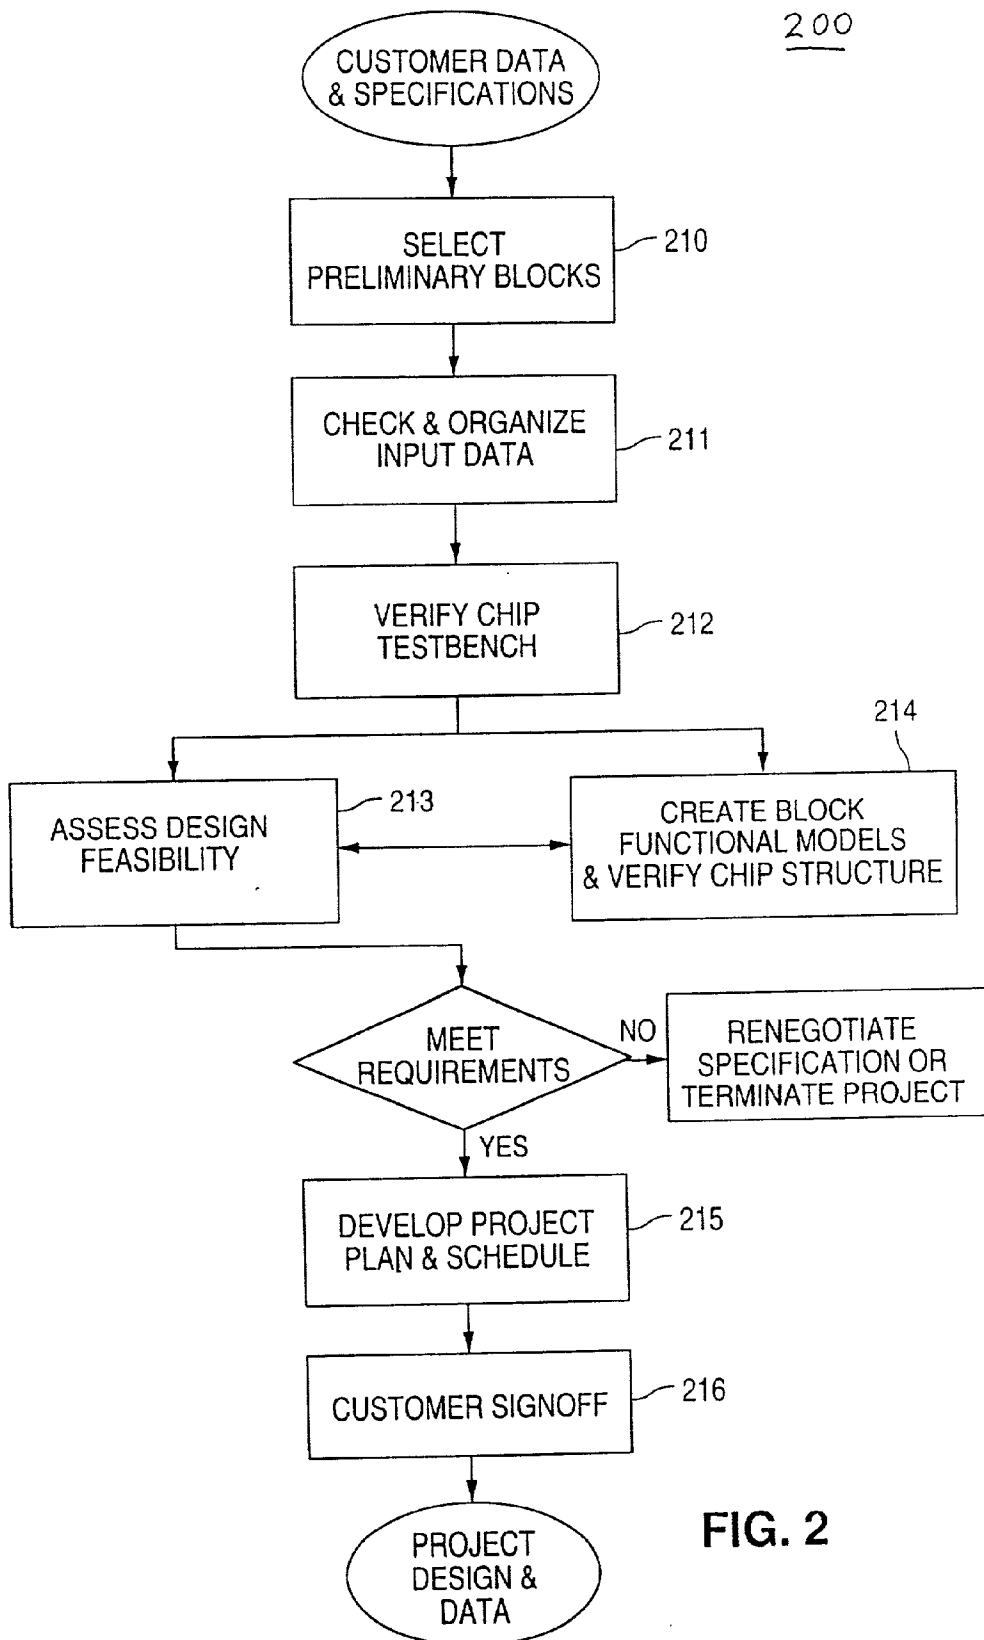 200
CUSTOMER DATA
& SPECIFICATIONS
SELECT
PRELIMINARY BLOCKS
210
CHECK & ORGANIZE
INPUT DATA
211
VERIFY CHIP
TESTBENCH
212
214
ASSESS DESIGN
FEASIBILITY
213
CREATE BLOCK
FUNCTIONAL MODELS
& VERIFY CHIP STRUCTURE
MEET
REQUIREMENTS
NO
RENEGOTIATE
SPECIFICATION OR
TERMINATE PROJECT
YES
DEVELOP PROJECT
PLAN & SCHEDULE
215
CUSTOMER SIGNOFF
216
PROJECT
DESIGN &
DATA
FIG. 2